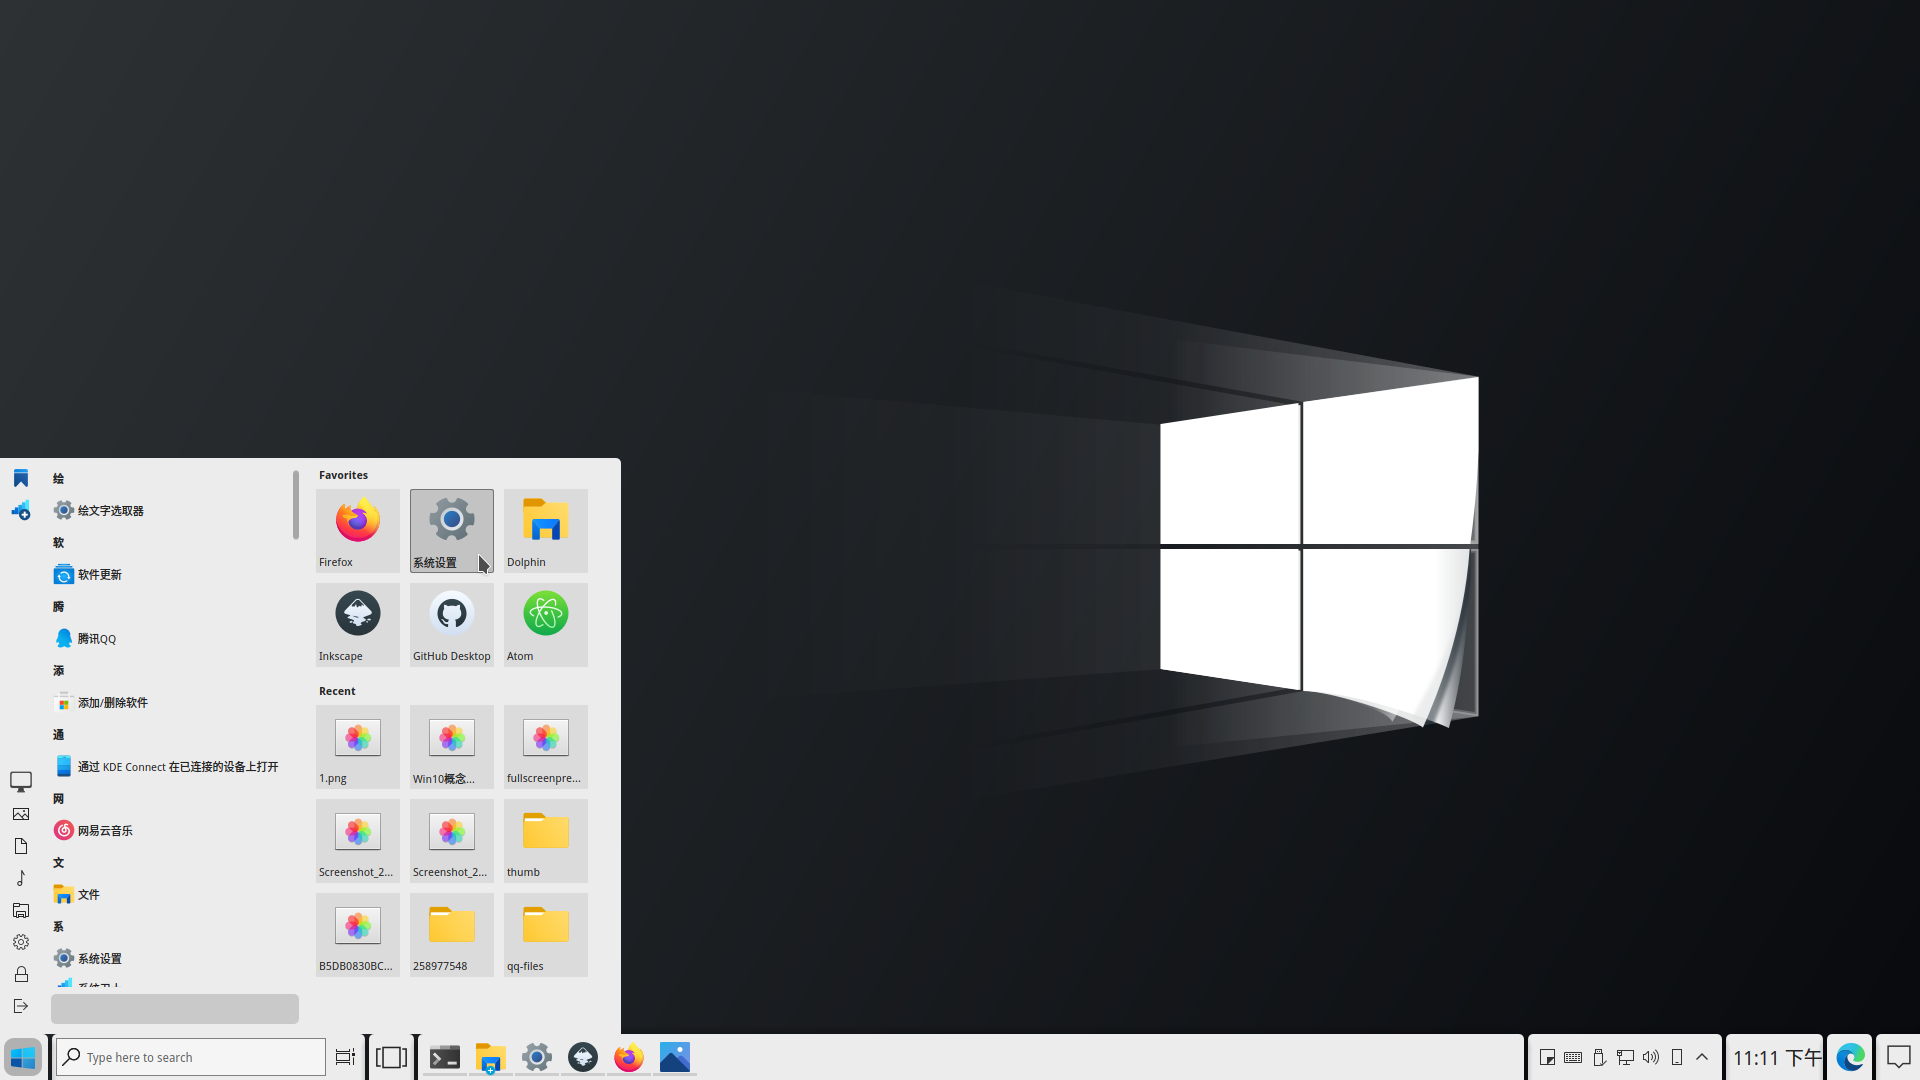 绘
绘文字选取器
软
软件更新
腾
腾讯QQ
添
添加/删除软件
通
通过 KDE Connect 在已连接的设备上打开
网
网易云音乐
文
文件
系
系统设置
Favorites
Firefox
系统设置
Dolphin
Inkscape
GitHub Desktop
Atom
Recent
1.png
Win10概念...
fullscreenpre...
Screenshot_2...
Screenshot_2...
thumb
B5DB0830BC...
258977548
qq-files
Type here to search
11:11 下午